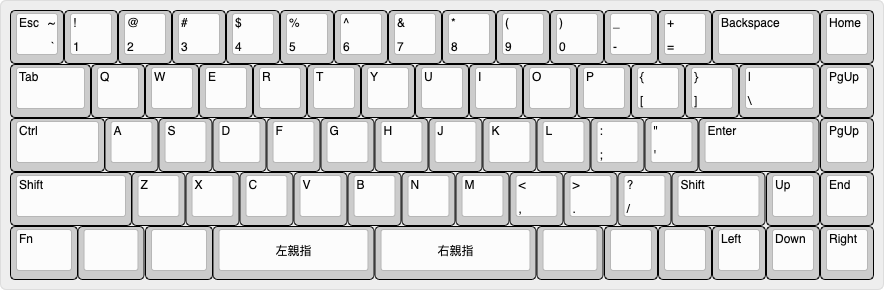 Esc ~ ! @ # $ % ^ & * ( ) _ + Backspace Home
` 1 2 3 4 5 6 7 8 9 0 - =
Tab Q W E R T Y U I O P { } | PgUp
[ ] \
Ctrl A S D F G H J K L : " Enter PgUp
; '
Shift Z X C V B N M < > ? Shift Up End
, . /
Fn 左親指 右親指 Left Down Right